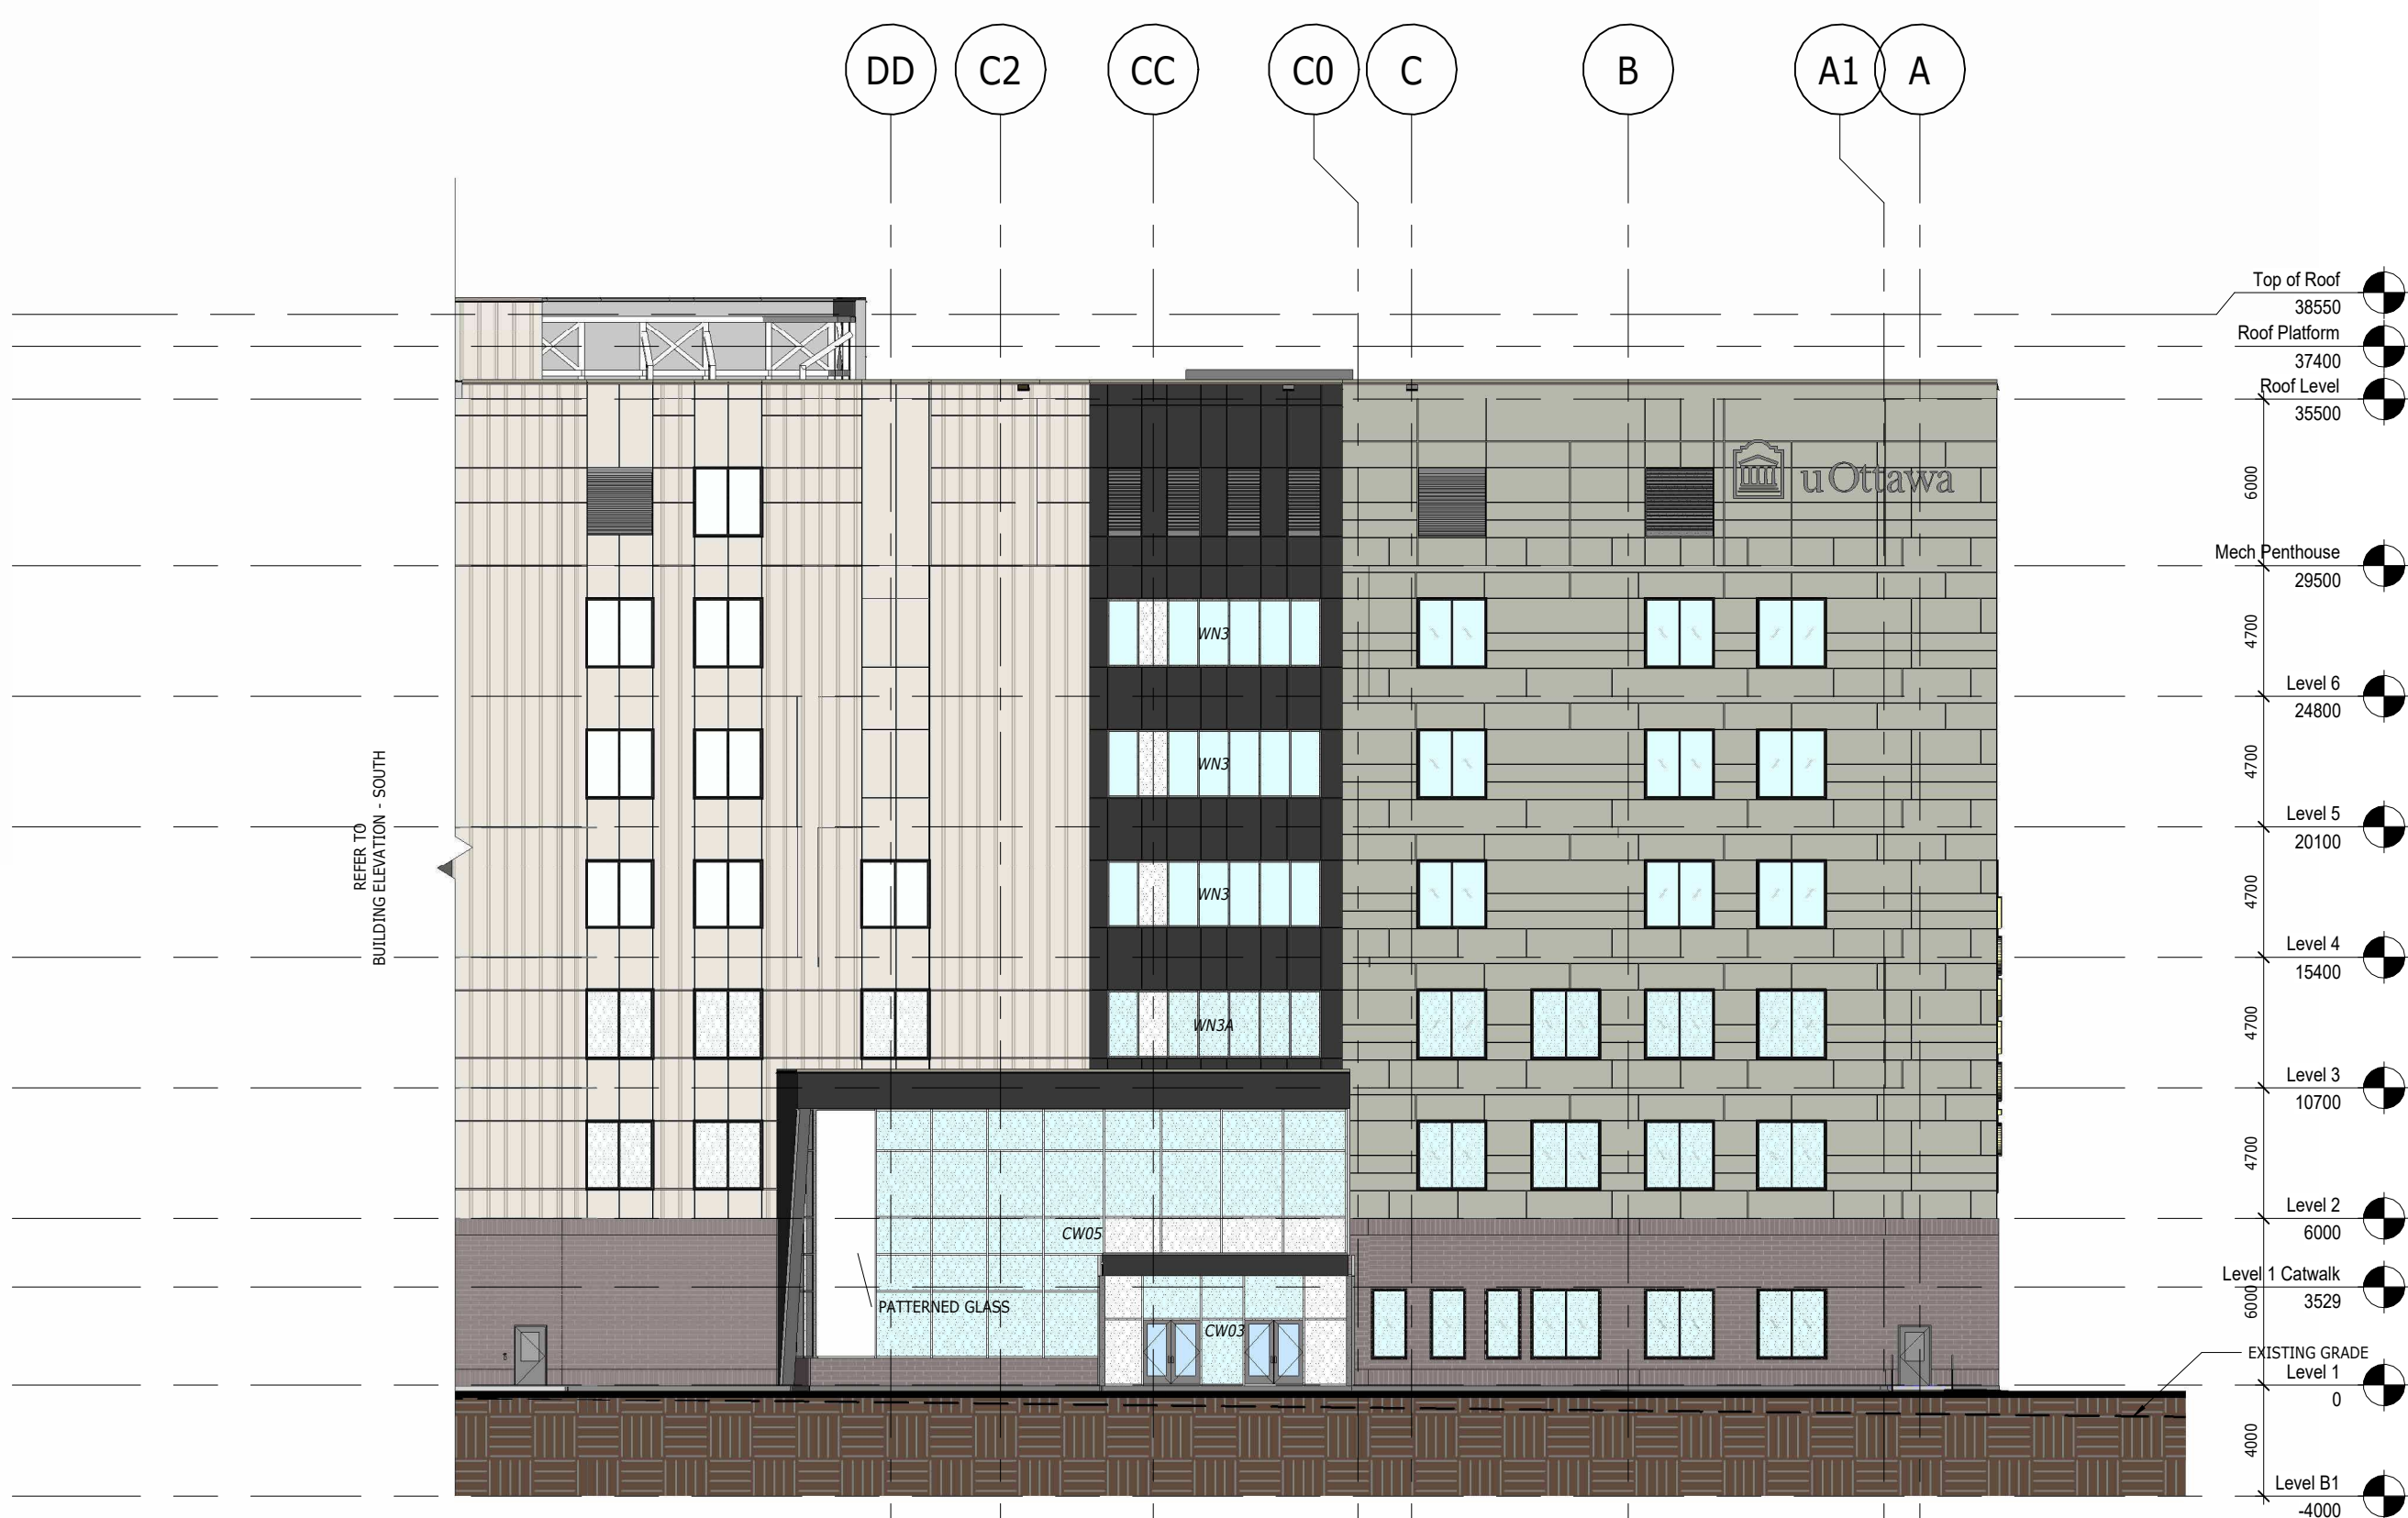 DD C2 CC C0 C B A1 A
Top of Roof
38550
Roof Platform
37400
Roof Level
35500
6000
uOttawa
Mech Penthouse
29500
WN3
4700
Level 6
24800
WN3
4700
REFER TO
BUILDING ELEVATION - SOUTH
Level 5
20100
WN3
4700
Level 4
15400
WN3A
4700
Level 3
10700
4700
Level 2
6000
CW05
Level 1 Catwalk
3529
6000
PATTERNED GLASS
CW03
EXISTING GRADE
Level 1
0
4000
Level B1
-4000